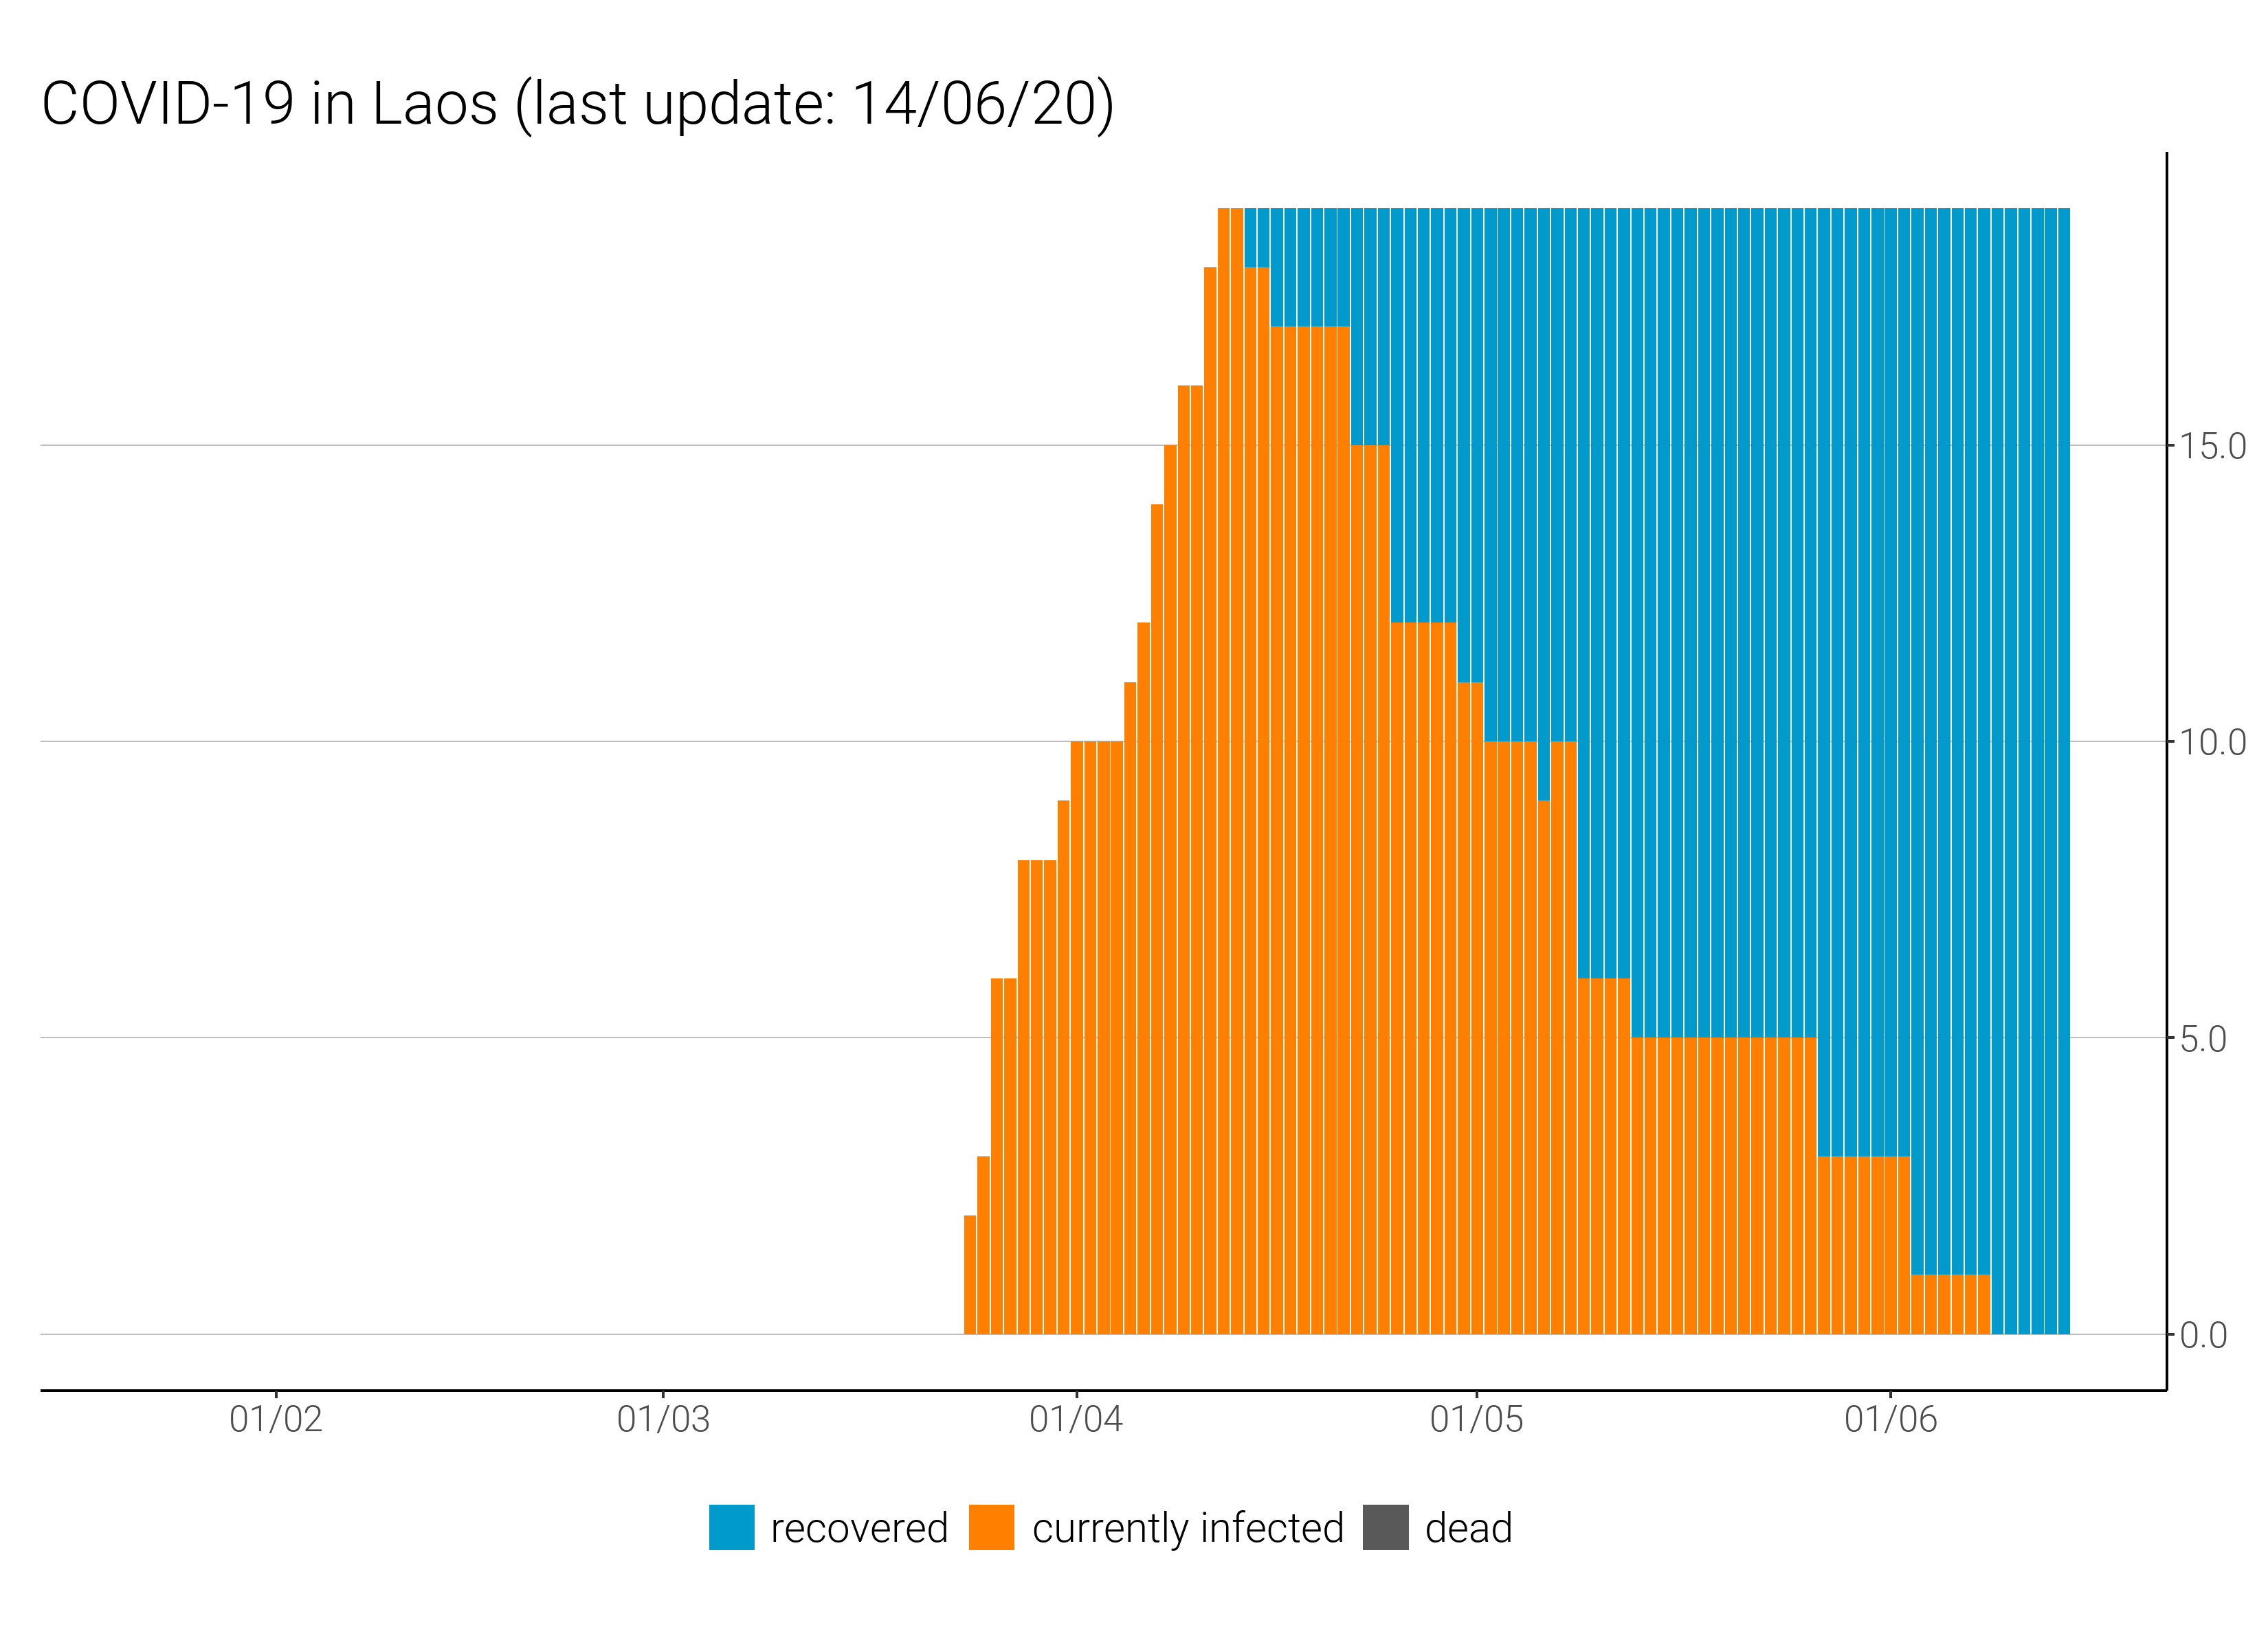 COVID-19 in Laos (last update: 14/06/20)
15.0
10.0
5.0
0.0
01/02 01/03 01/04 01/05 01/06
recovered currently infected dead